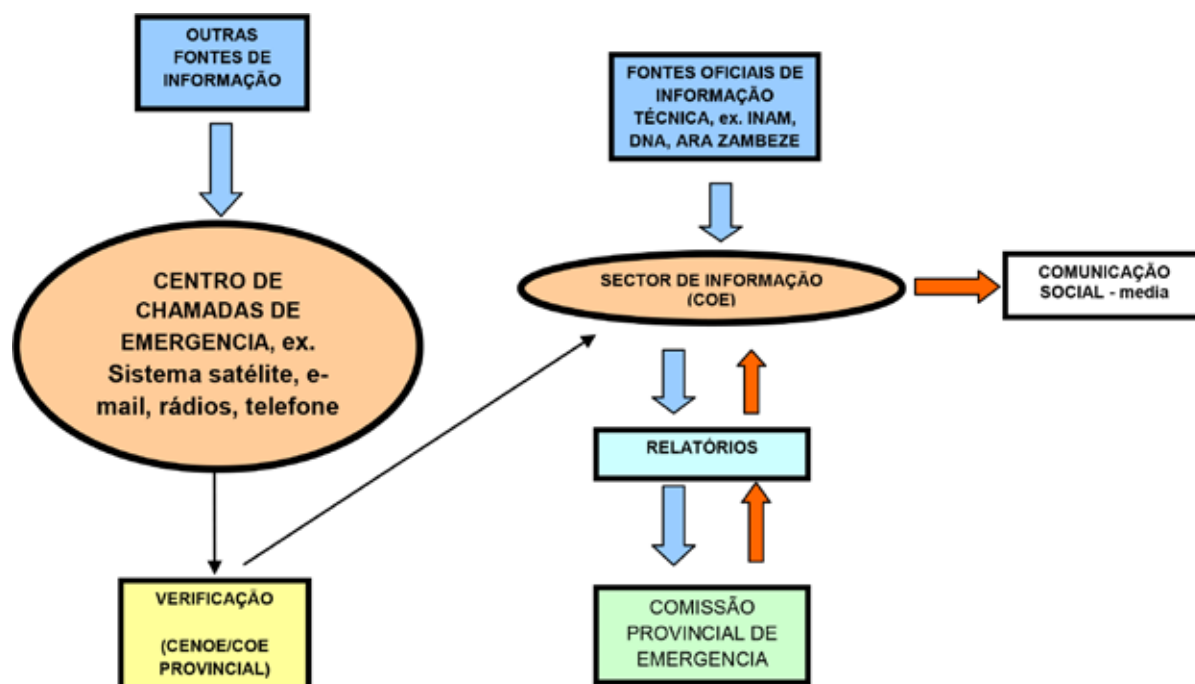 OUTRAS
FONTES DE
INFORMAÇÃO
FONTES OFICIAIS DE
INFORMAÇÃO
TÉCNICA, ex. INAM,
DNA, ARA ZAMBEZE
CENTRO DE
CHAMADAS DE
EMERGENCIA, ex.
Sistema satélite, e-
mail, rádios, telefone
SECTOR DE INFORMAÇÃO
(COE)
COMUNICAÇÃO
SOCIAL - media
RELATÓRIOS
VERIFICAÇÃO
(CENOE/COE
PROVINCIAL)
COMISSÃO
PROVINCIAL DE
EMERGENCIA